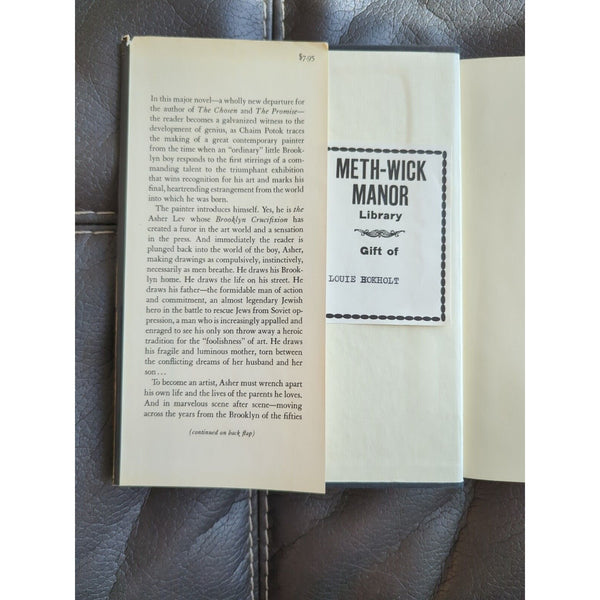 $7.95
In this major novel—a wholly new departure for
the author of The Chosen and The Promise—
the reader becomes a galvanized witness to the
development of genius, as Chaim Potok traces
the making of a great contemporary painter
from the time when an "ordinary" little Brook-
lyn boy responds to the first stirrings of a com-
manding talent to the triumphant exhibition
that wins recognition for his art and marks his
final, heartrending estrangement from the world
into which he was born.
The painter introduces himself. Yes, he is the
Asher Lev whose Brooklyn Crucifixion has
created a furor in the art world and a sensation
in the press. And immediately the reader is
plunged back into the world of the boy, Asher,
making drawings as compulsively, instinctively,
necessarily as men breathe. He draws his Brook-
lyn home. He draws the life on his street. He
draws his father—the formidable man of action
and commitment, an almost legendary Jewish
hero in the battle to rescue Jews from Soviet op-
pression, a man who is increasingly appalled and
enraged to see his only son throw away a heroic
tradition for the "foolishness" of art. He draws
his fragile and luminous mother, torn between
the conflicting dreams of her husband and her
son . . .
To become an artist, Asher must wrench apart
his own life and the lives of the parents he loves.
And in marvelous scene after scene—moving
across the years from the Brooklyn of the fifties
(continued on back flap)
METH-WICK
MANOR
Library
Gift of
LOUIE HOKHOLT